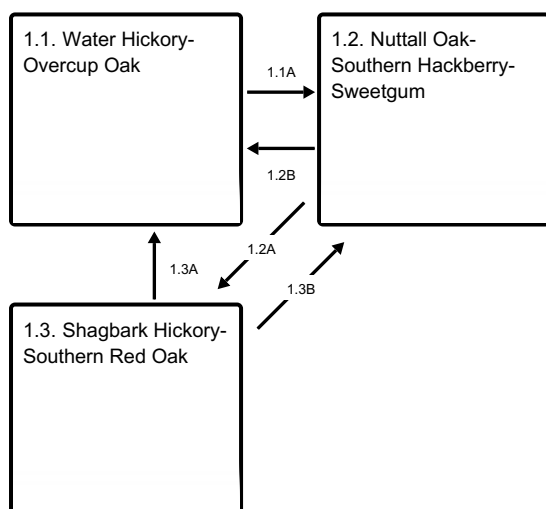 1.1. Water Hickory-
Overcup Oak
1.2. Nuttall Oak-
Southern Hackberry-
Sweetgum
1.1A
1.2B
1.2A
1.3A
1.3B
1.3. Shagbark Hickory-
Southern Red Oak